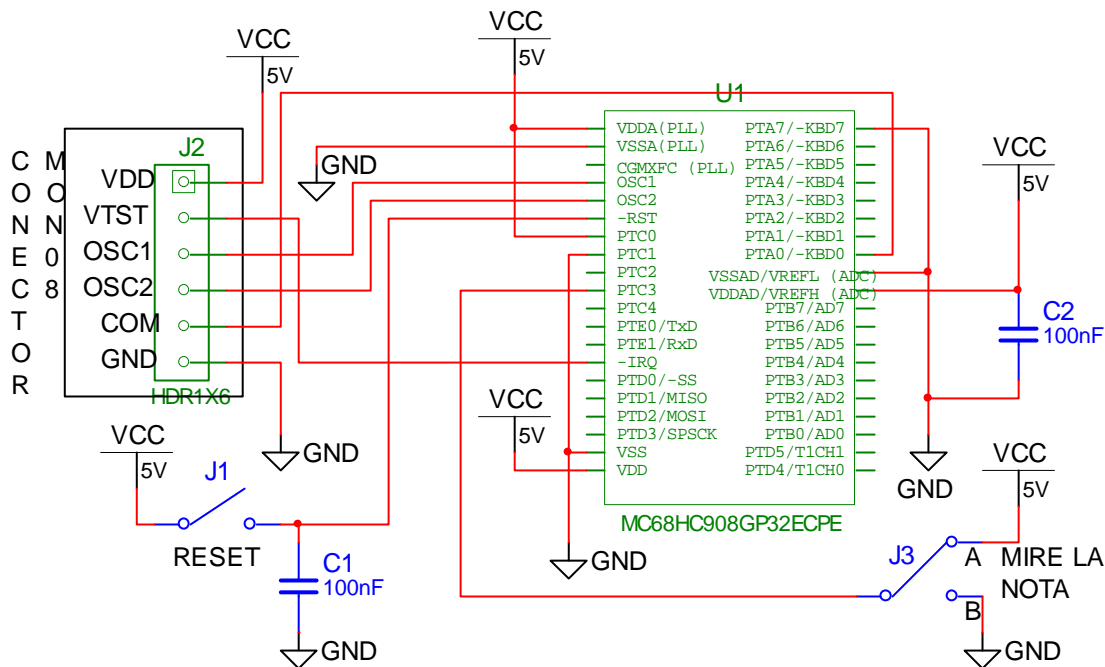 VCC
5V
VCC
5V
VCC
5V
CONECTOR
MON08
J2
VDD
VTST
OSC1
OSC2
COM
GND
HDR1X6
GND
GND
U1
VDDA(PLL)
VSSA(PLL)
CGMXFC (PLL)
OSC1
OSC2
-RST
PTC0
PTC1
PTC2
PTC3
PTC4
PTE0/TxD
PTE1/RxD
-IRQ
PTD0/-SS
PTD1/MISO
PTD2/MOSI
PTD3/SPSCK
VSS
VDD
PTA7/-KBD7
PTA6/-KBD6
PTA5/-KBD5
PTA4/-KBD4
PTA3/-KBD3
PTA2/-KBD2
PTA1/-KBD1
PTA0/-KBD0
VSSAD/VREFL (ADC)
VDDAD/VREFH (ADC)
PTB7/AD7
PTB6/AD6
PTB5/AD5
PTB4/AD4
PTB3/AD3
PTB2/AD2
PTB1/AD1
PTB0/AD0
PTD5/T1CH1
PTD4/T1CH0
MC68HC908GP32ECPE
C2
100nF
GND
VCC
5V
VCC
5V
J1
RESET
C1
100nF
GND
GND
VCC
5V
J3
A
B
MIRE LA
NOTA
GND